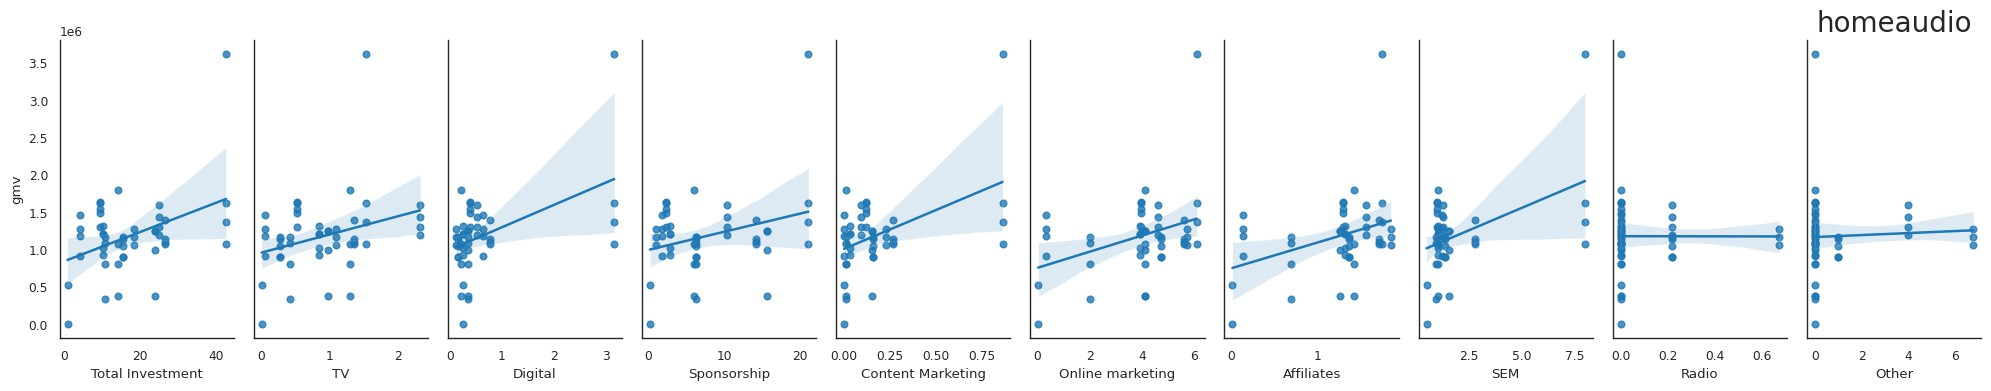 homeaudio
1e6
3.5
3.0
2.5
2.0
1.5
1.0
0.5
0.0
gmv
0 20 40 0 1 2 0 1 2 3 0 10 20 0.00 0.25 0.50 0.75 0 2 4 6 0 1 2.5 5.0 7.5 0.0 0.2 0.4 0.6 0 2 4 6
Total Investment TV Digital Sponsorship Content Marketing Online marketing Affiliates SEM Radio Other